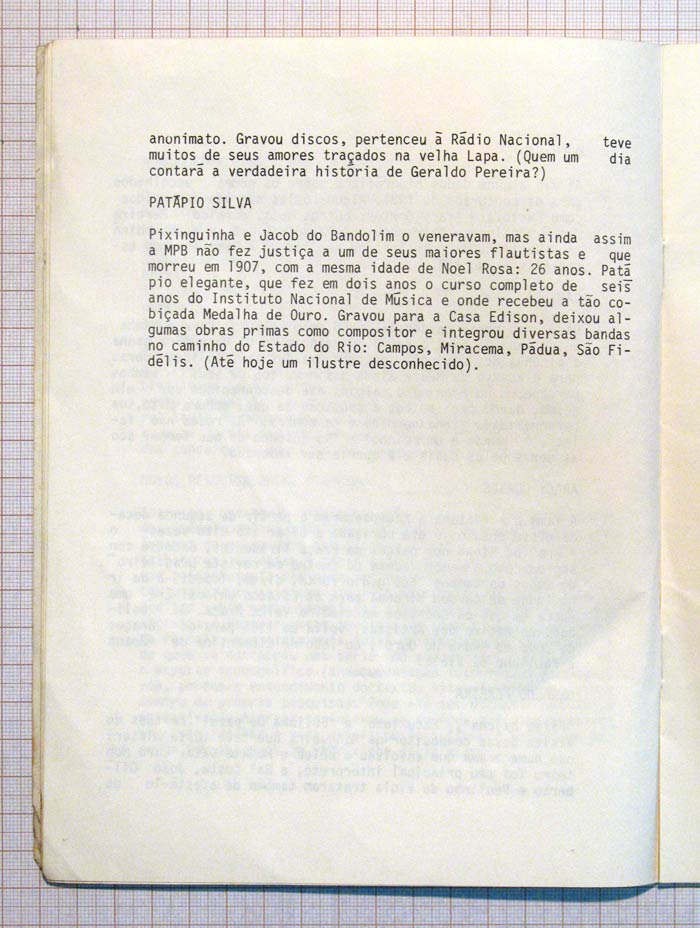 anonimato. Gravou discos, pertenceu à Rádio Nacional, teve
muitos de seus amores traçados na velha Lapa. (Quem um dia
contará a verdadeira história de Geraldo Pereira?)
PATÁPIO SILVA
Pixinguinha e Jacob do Bandolim o veneravam, mas ainda assim
a MPB não fez justiça a um de seus maiores flautistas e que
morreu em 1907, com a mesma idade de Noel Rosa: 26 anos. Patá
pio elegante, que fez em dois anos o curso completo de seis
anos do Instituto Nacional de Música e onde recebeu a tão co-
biçada Medalha de Ouro. Gravou para a Casa Edison, deixou al-
gumas obras primas como compositor e integrou diversas bandas
no caminho do Estado do Rio: Campos, Miracema, Pádua, São Fi-
délis. (Até hoje um ilustre desconhecido).